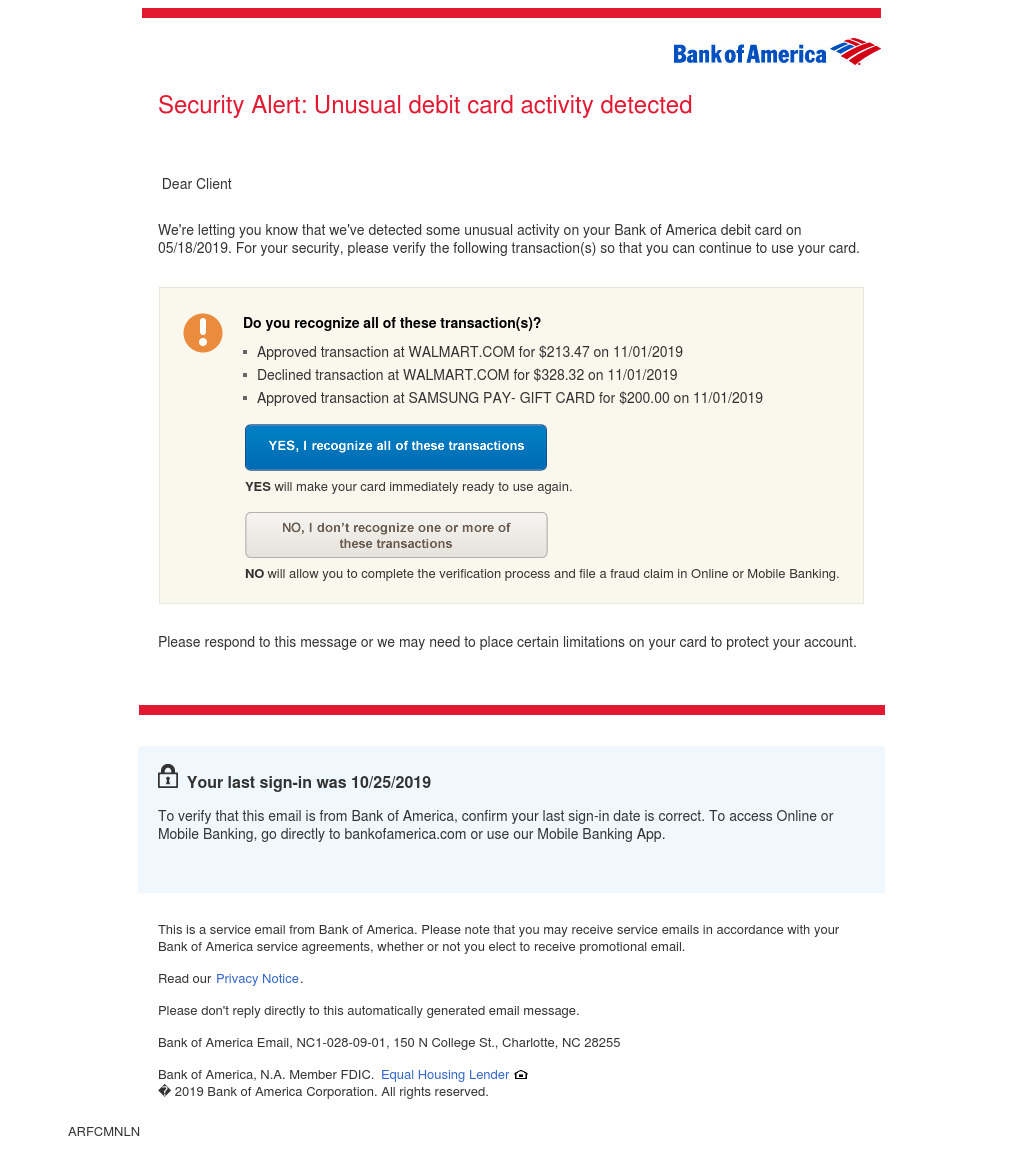 Bank of America
Security Alert: Unusual debit card activity detected
Dear Client
We're letting you know that we've detected some unusual activity on your Bank of America debit card on
05/18/2019. For your security, please verify the following transaction(s) so that you can continue to use your card.
Do you recognize all of these transaction(s)?
▪ Approved transaction at WALMART.COM for $213.47 on 11/01/2019
▪ Declined transaction at WALMART.COM for $328.32 on 11/01/2019
▪ Approved transaction at SAMSUNG PAY- GIFT CARD for $200.00 on 11/01/2019
YES, I recognize all of these transactions
YES will make your card immediately ready to use again.
NO, I don’t recognize one or more of
these transactions
NO will allow you to complete the verification process and file a fraud claim in Online or Mobile Banking.
Please respond to this message or we may need to place certain limitations on your card to protect your account.
Your last sign-in was 10/25/2019
To verify that this email is from Bank of America, confirm your last sign-in date is correct. To access Online or
Mobile Banking, go directly to bankofamerica.com or use our Mobile Banking App.
This is a service email from Bank of America. Please note that you may receive service emails in accordance with your
Bank of America service agreements, whether or not you elect to receive promotional email.
Read our Privacy Notice.
Please don't reply directly to this automatically generated email message.
Bank of America Email, NC1-028-09-01, 150 N College St., Charlotte, NC 28255
Bank of America, N.A. Member FDIC. Equal Housing Lender
� 2019 Bank of America Corporation. All rights reserved.
ARFCMNLN